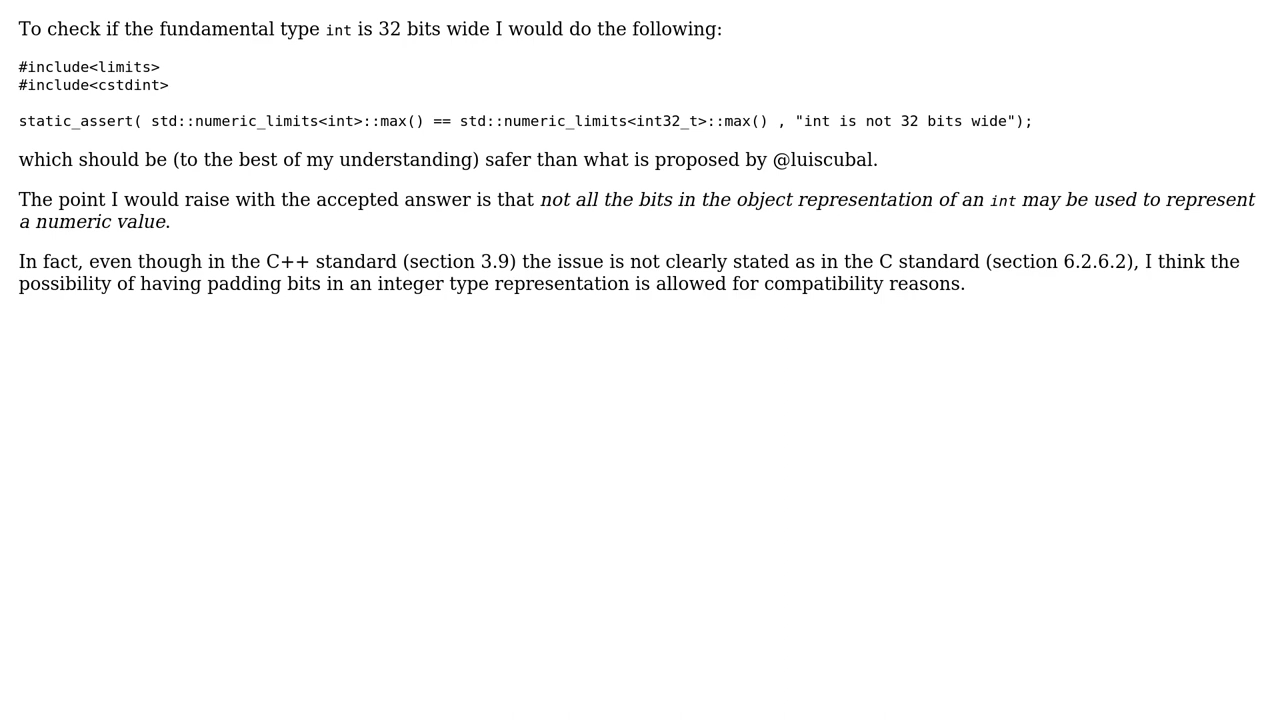 To check if the fundamental type int is 32 bits wide I would do the following:
#include<limits>
#include<cstdint>
static_assert( std::numeric_limits<int>::max() == std::numeric_limits<int32_t>::max() , "int is not 32 bits wide");
which should be (to the best of my understanding) safer than what is proposed by @luiscubal.
The point I would raise with the accepted answer is that not all the bits in the object representation of an int may be used to represent
a numeric value.
In fact, even though in the C++ standard (section 3.9) the issue is not clearly stated as in the C standard (section 6.2.6.2), I think the
possibility of having padding bits in an integer type representation is allowed for compatibility reasons.